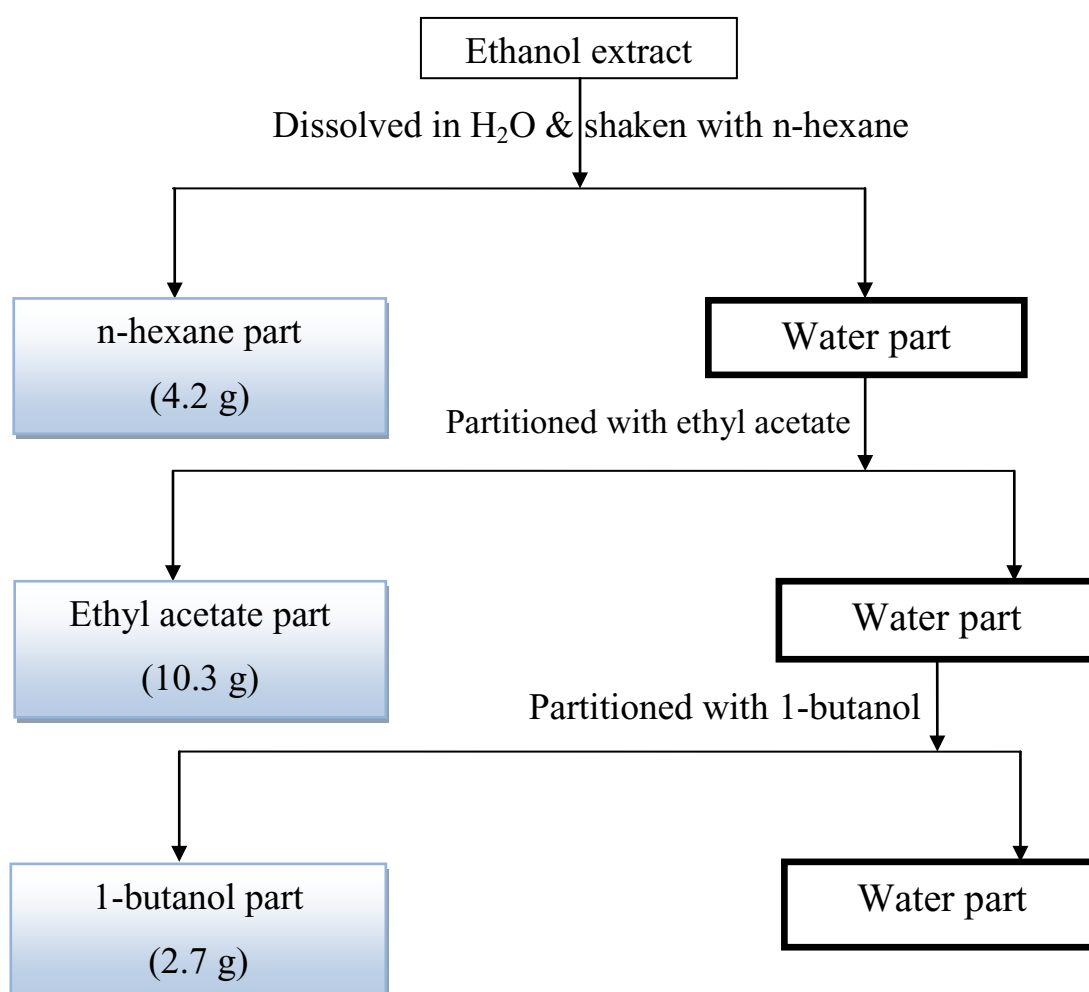 Ethanol extract
Dissolved in H₂O & shaken with n-hexane
n-hexane part
(4.2 g)
Water part
Partitioned with ethyl acetate
Ethyl acetate part
(10.3 g)
Water part
Partitioned with 1-butanol
1-butanol part
(2.7 g)
Water part